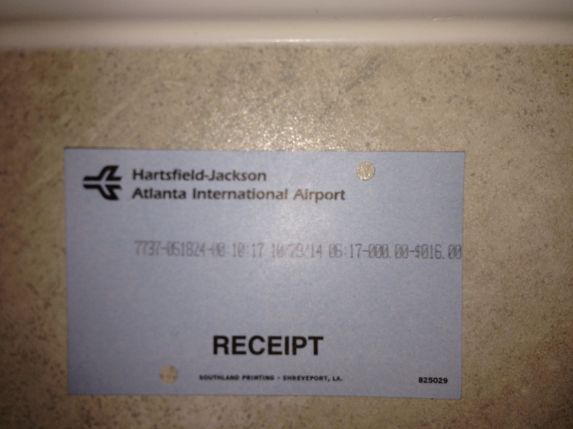 Hartsfield-Jackson
Atlanta International Airport
7737-051824-00 10:17 10/29/14 06:17-000.00-$016.00
RECEIPT
SOUTHLAND PRINTING - SHREVEPORT, LA.
825029